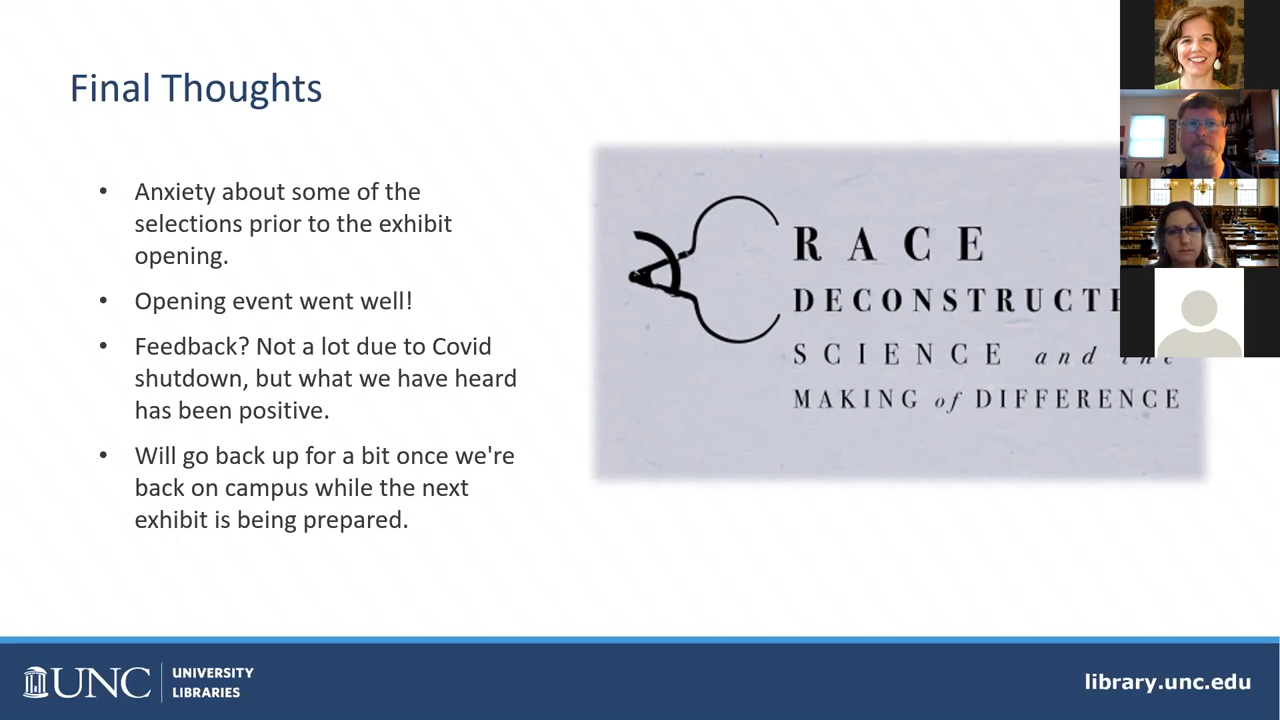 Final Thoughts
• Anxiety about some of the
selections prior to the exhibit
opening.
• Opening event went well!
• Feedback? Not a lot due to Covid
shutdown, but what we have heard
has been positive.
• Will go back up for a bit once we're
back on campus while the next
exhibit is being prepared.
RACE
DECONSTRUCTE
SCIENCE and the
MAKING of DIFFERENCE
UNC UNIVERSITY
LIBRARIES
library.unc.edu